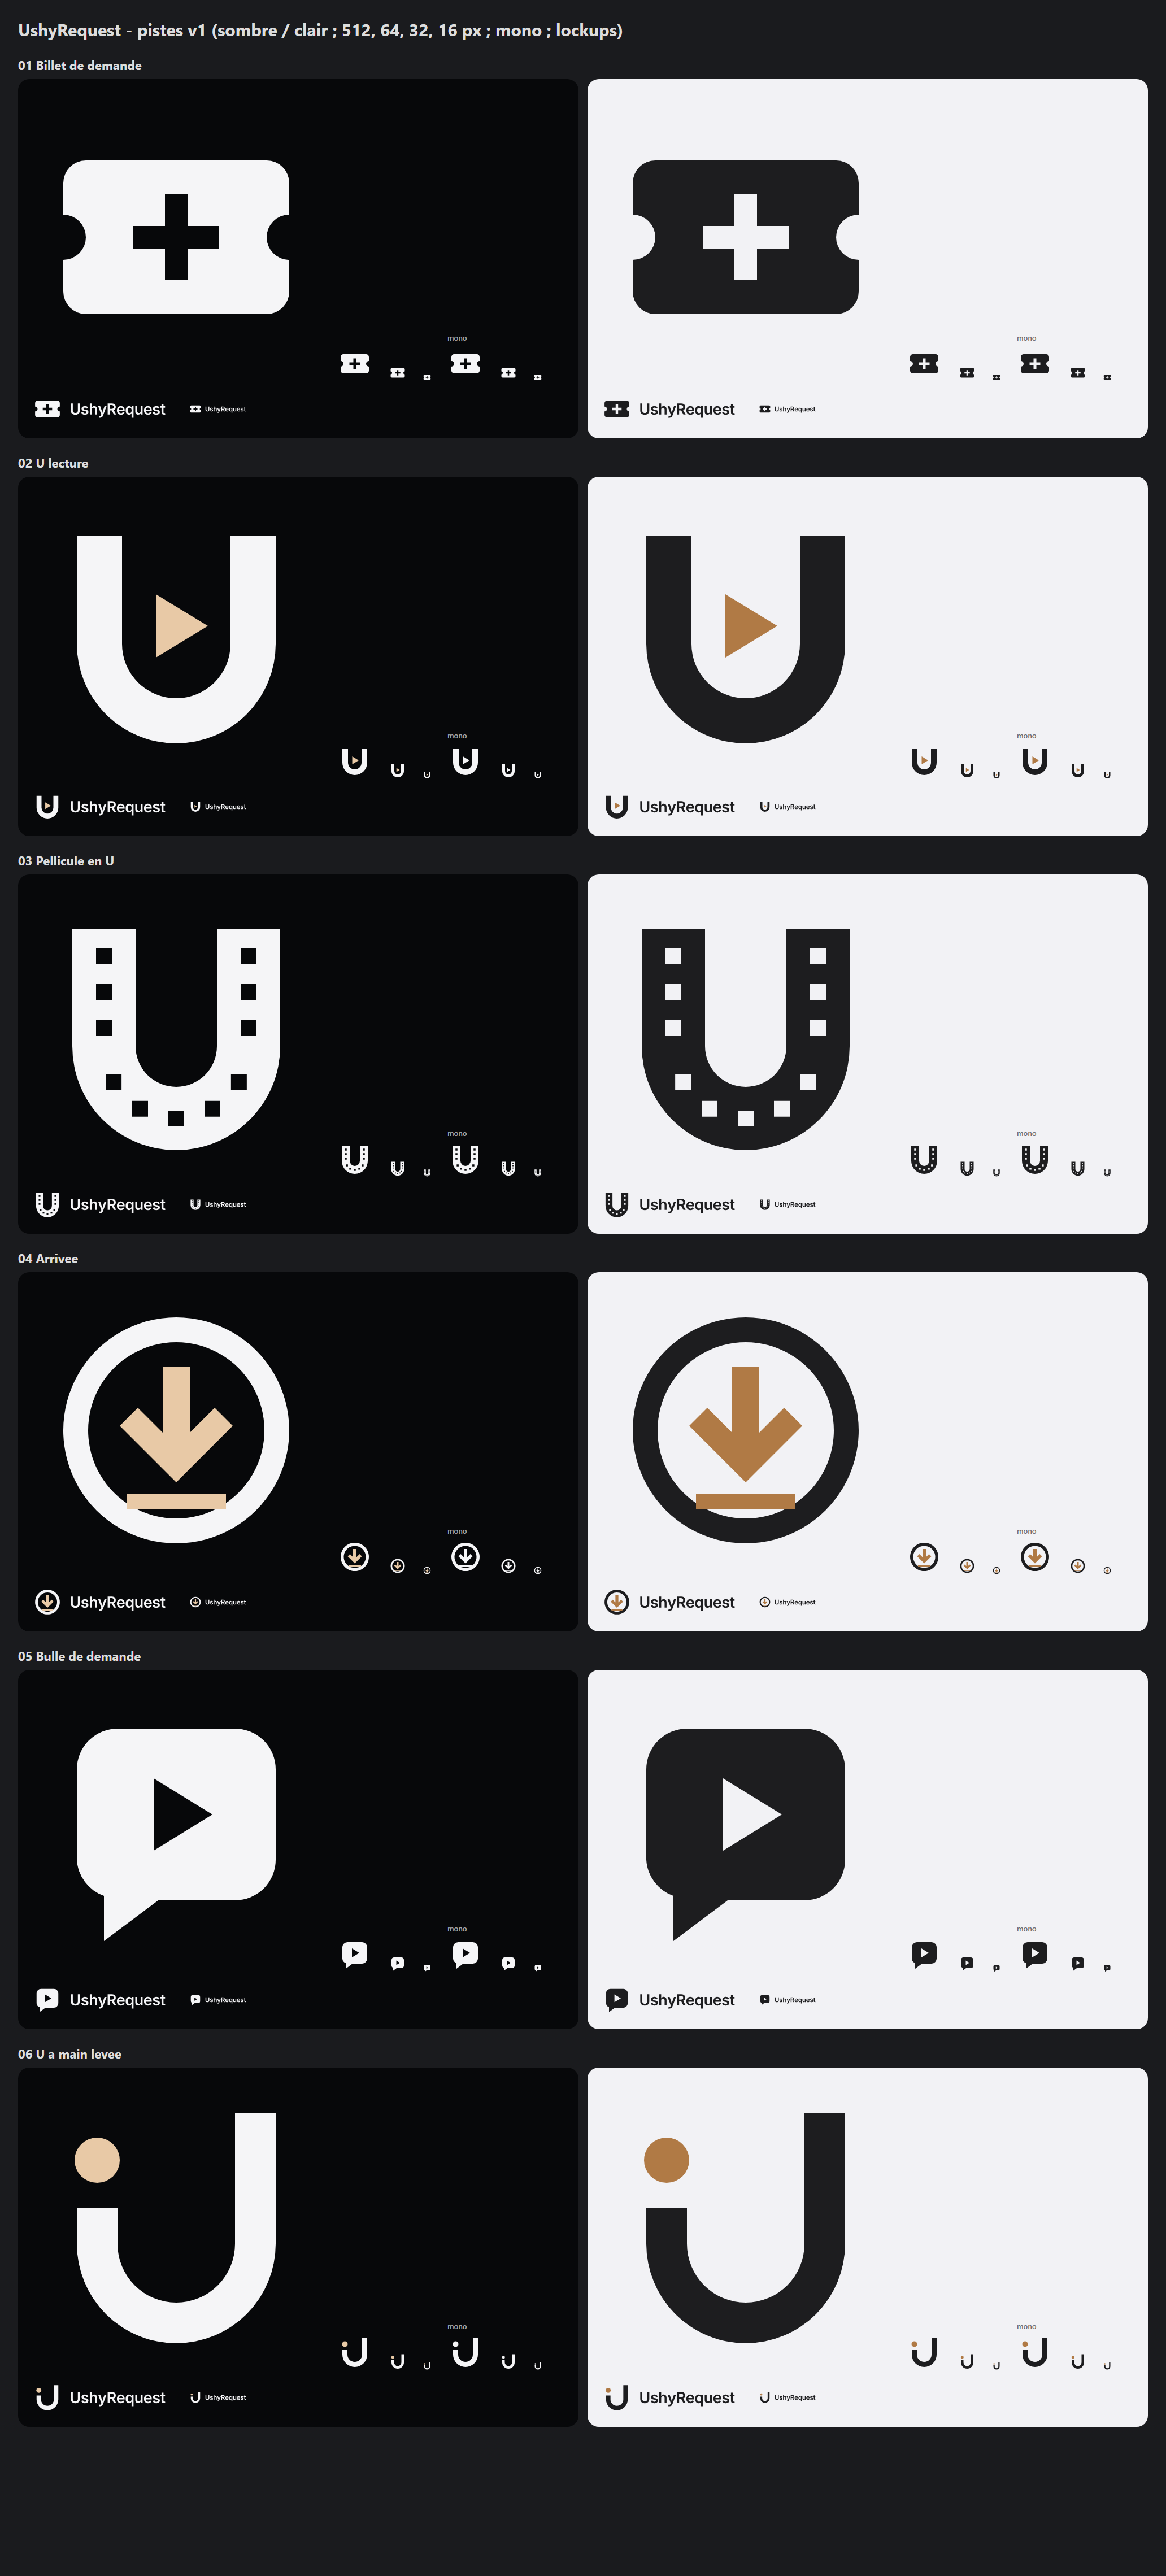 UshyRequest - pistes v1 (sombre / clair ; 512, 64, 32, 16 px ; mono ; lockups)
01 Billet de demande
mono
mono
UshyRequest UshyRequest
UshyRequest UshyRequest
02 U lecture
mono
mono
UshyRequest UshyRequest
UshyRequest UshyRequest
03 Pellicule en U
mono
mono
UshyRequest UshyRequest
UshyRequest UshyRequest
04 Arrivee
mono
mono
UshyRequest UshyRequest
UshyRequest UshyRequest
05 Bulle de demande
mono
mono
UshyRequest UshyRequest
UshyRequest UshyRequest
06 U a main levee
mono
mono
UshyRequest UshyRequest
UshyRequest UshyRequest